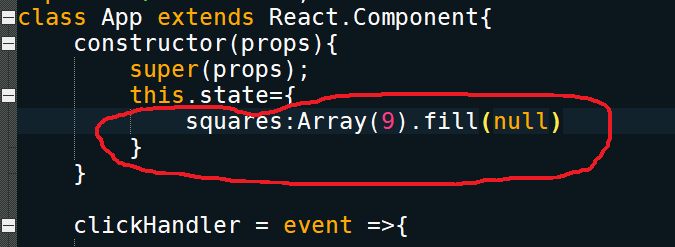 class App extends React.Component{
constructor(props){
super(props);
this.state={
squares:Array(9).fill(null)
}
}
clickHandler = event =>{